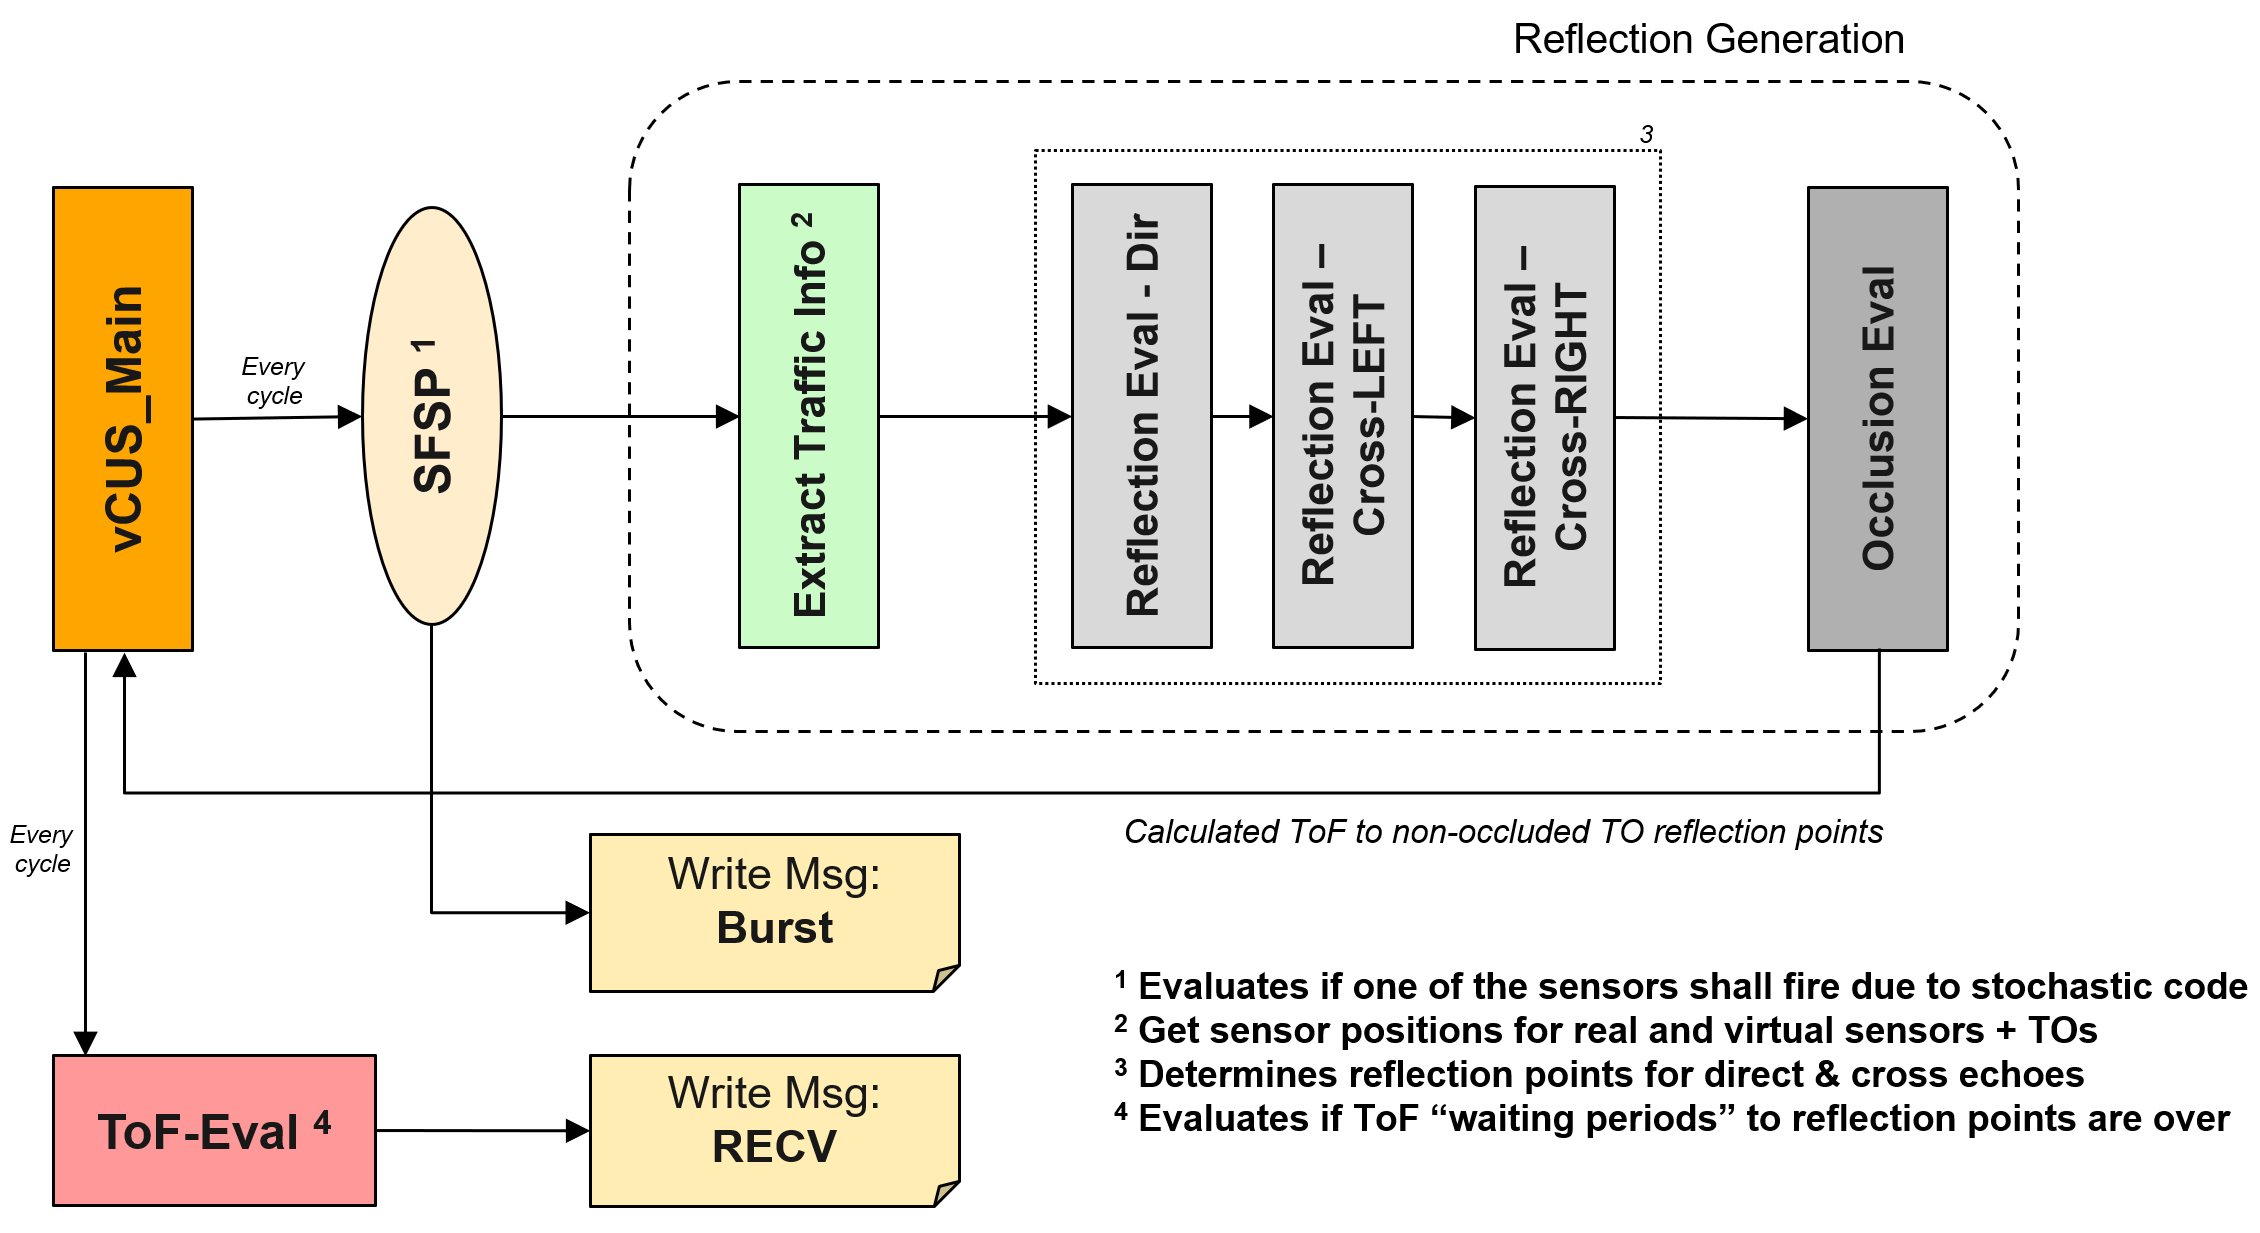 Reflection Generation
3
vCUS_Main
Every
cycle
SFSP ¹
Extract Traffic Info ²
Reflection Eval - Dir
Reflection Eval –
Cross-LEFT
Reflection Eval –
Cross-RIGHT
Occlusion Eval
Calculated ToF to non-occluded TO reflection points
Every
cycle
Write Msg:
Burst
ToF-Eval ⁴
Write Msg:
RECV
¹ Evaluates if one of the sensors shall fire due to stochastic code
² Get sensor positions for real and virtual sensors + TOs
³ Determines reflection points for direct & cross echoes
⁴ Evaluates if ToF “waiting periods” to reflection points are over